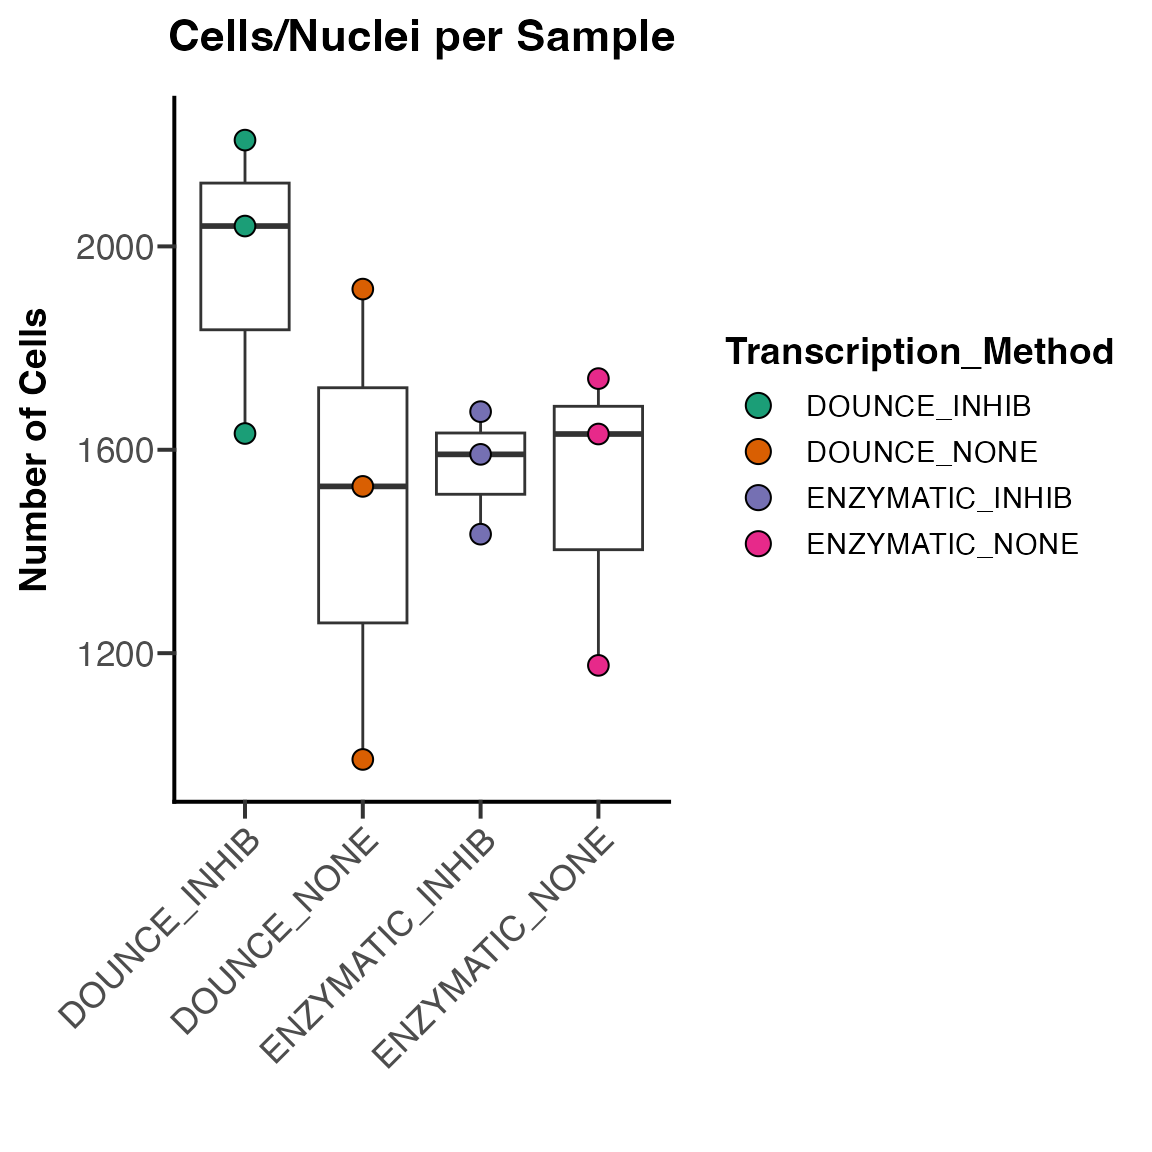 Cells/Nuclei per Sample
Number of Cells
2000
1600
1200
DOUNCE_INHIB
DOUNCE_NONE
ENZYMATIC_INHIB
ENZYMATIC_NONE
Transcription_Method
DOUNCE_INHIB
DOUNCE_NONE
ENZYMATIC_INHIB
ENZYMATIC_NONE